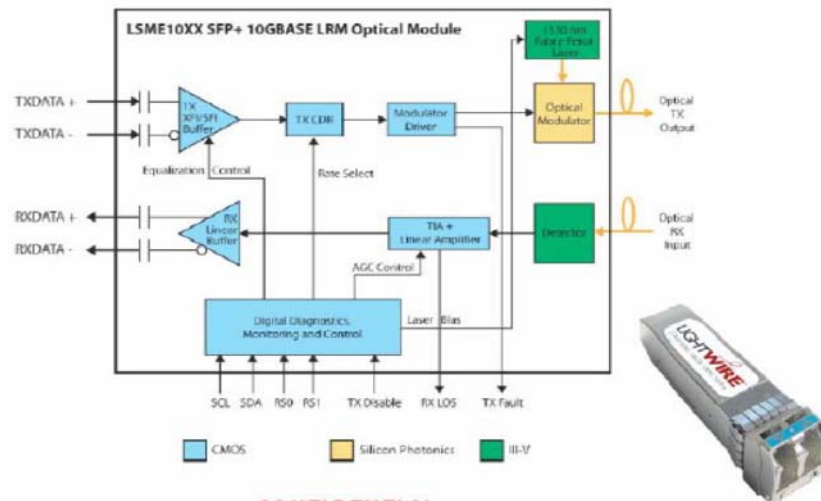 LSME10XX SFP+ 10GBASE LRM Optical Module
1310 nm
Fabry-Perot
Laser
TXDATA +
TXDATA -
TX
XFI/SFI
Buffer
TX CDR
Modulator
Driver
Optical
Modulator
Optical
TX
Output
Equalization Control
Rate Select
RXDATA +
RXDATA -
RX
Linear
Buffer
TIA +
Linear Amplifier
Detector
Optical
RX
Input
AGC Control
Digital Diagnostics,
Monitoring and Control
Laser Bias
SCL SDA RS0 RS1 TX Disable RX LOS TX Fault
LIGHTWIRE
CMOS Silicon Photonics III-V